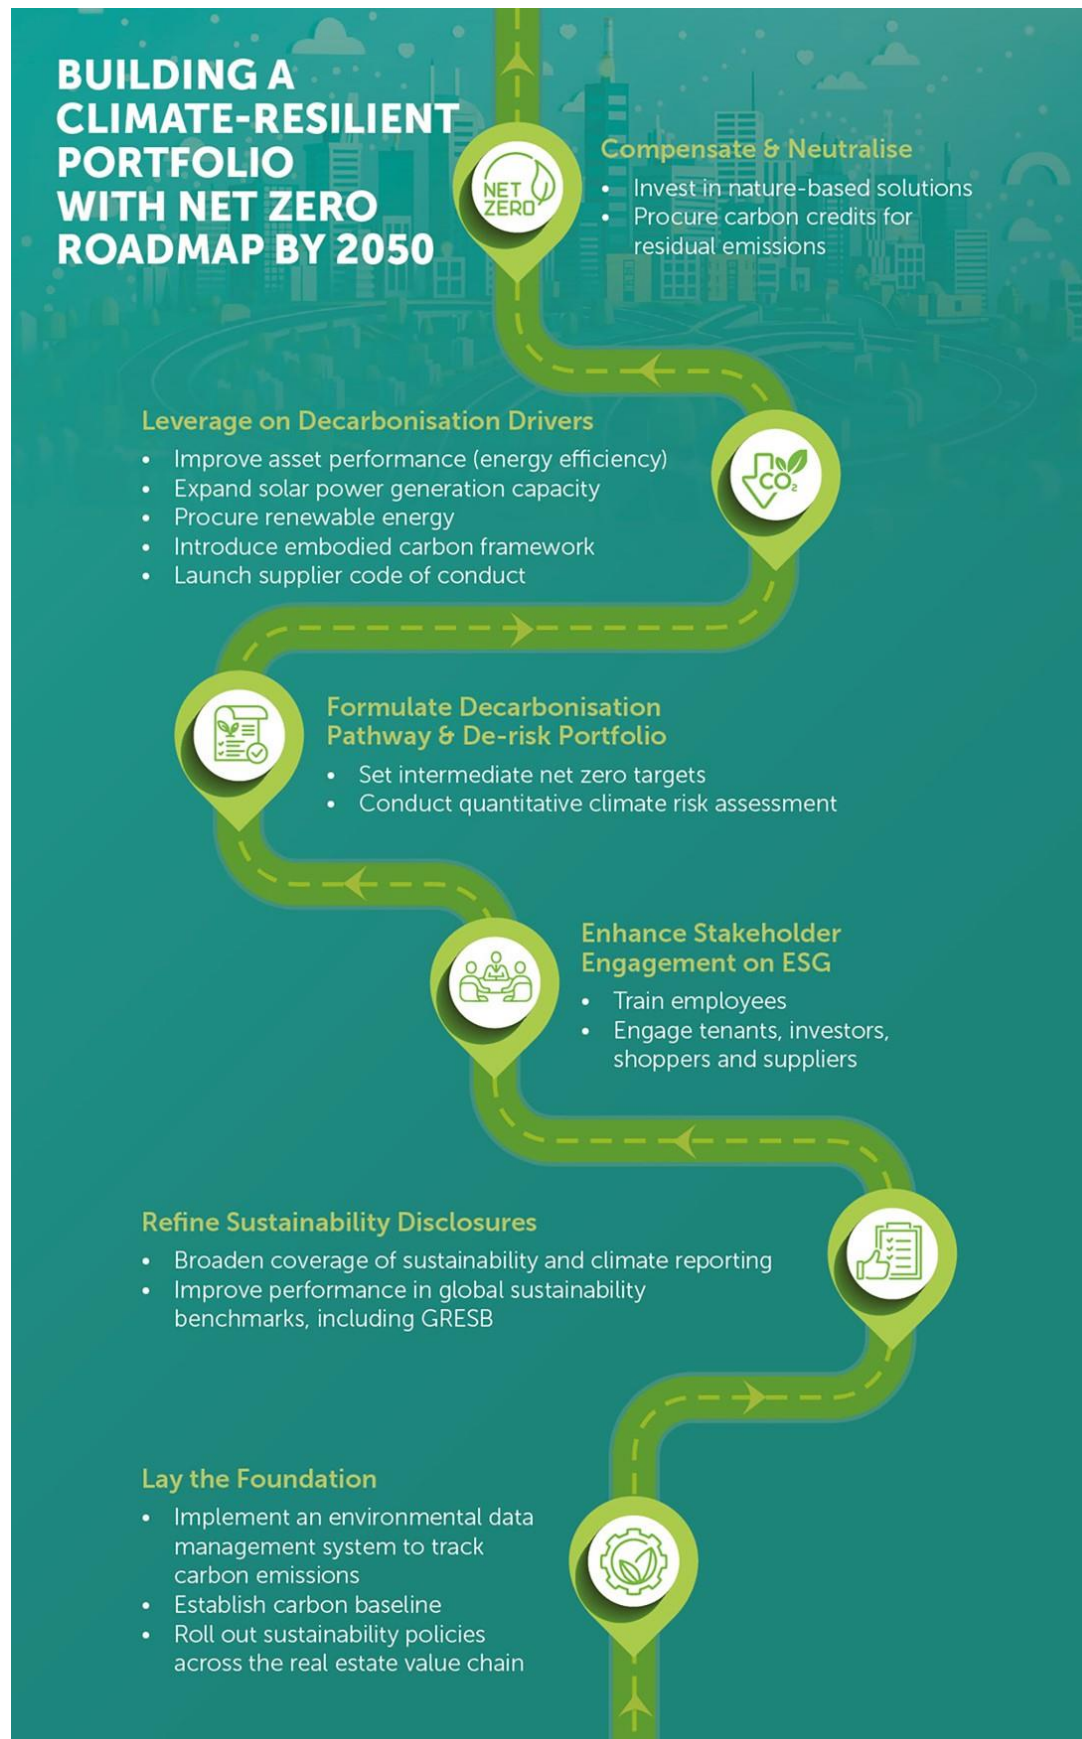 BUILDING A
CLIMATE-RESILIENT
PORTFOLIO
WITH NET ZERO
ROADMAP BY 2050
NET
ZERO
Compensate & Neutralise
• Invest in nature-based solutions
• Procure carbon credits for
residual emissions
Leverage on Decarbonisation Drivers
• Improve asset performance (energy efficiency)
• Expand solar power generation capacity
• Procure renewable energy
• Introduce embodied carbon framework
• Launch supplier code of conduct
CO₂
Formulate Decarbonisation
Pathway & De-risk Portfolio
• Set intermediate net zero targets
• Conduct quantitative climate risk assessment
Enhance Stakeholder
Engagement on ESG
• Train employees
• Engage tenants, investors,
shoppers and suppliers
Refine Sustainability Disclosures
• Broaden coverage of sustainability and climate reporting
• Improve performance in global sustainability
benchmarks, including GRESB
Lay the Foundation
• Implement an environmental data
management system to track
carbon emissions
• Establish carbon baseline
• Roll out sustainability policies
across the real estate value chain